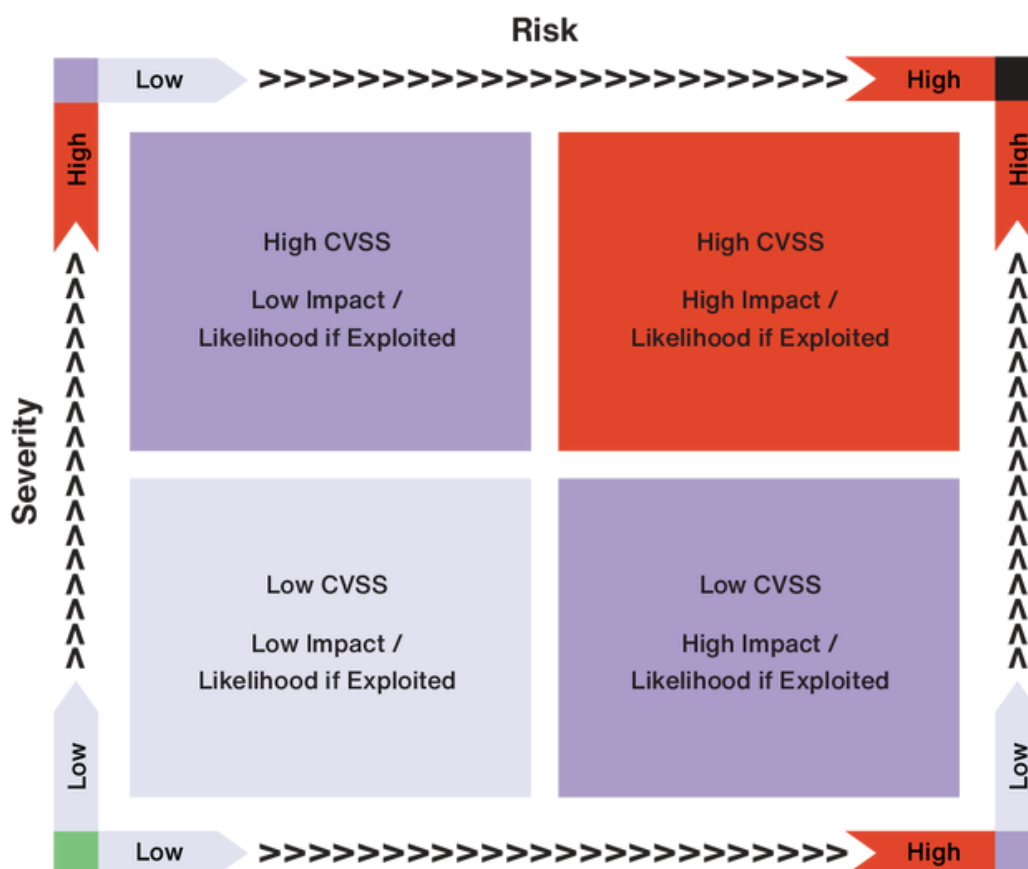 Risk
Low >>>>>>>>>>>>>>>>>>>>>>>> High
High
High
High CVSS
Low Impact /
Likelihood if Exploited
High CVSS
High Impact /
Likelihood if Exploited
Severity
Low CVSS
Low Impact /
Likelihood if Exploited
Low CVSS
High Impact /
Likelihood if Exploited
Low
Low
Low >>>>>>>>>>>>>>>>>>>>>>>> High